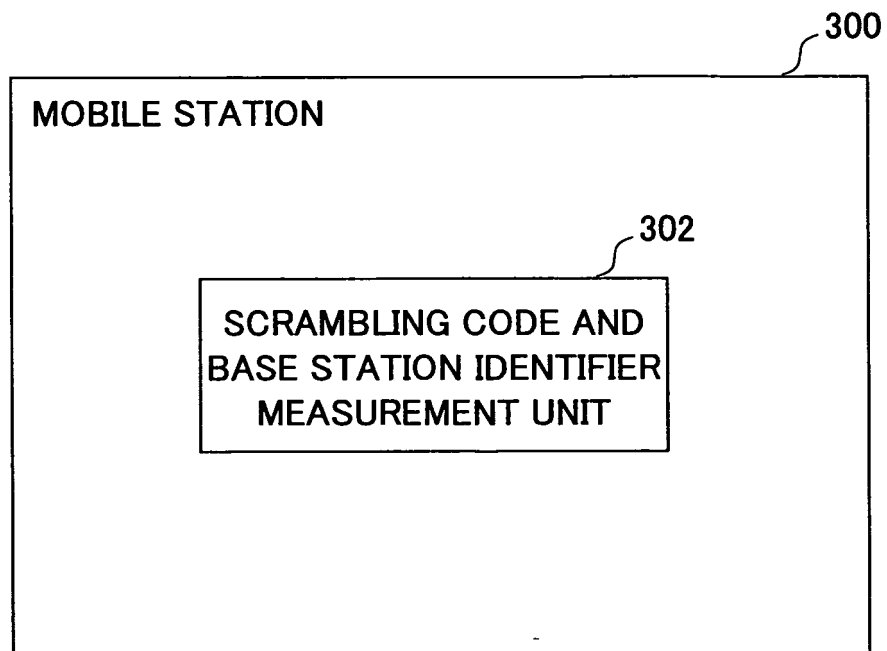 300
MOBILE STATION
302
SCRAMBLING CODE AND
BASE STATION IDENTIFIER
MEASUREMENT UNIT